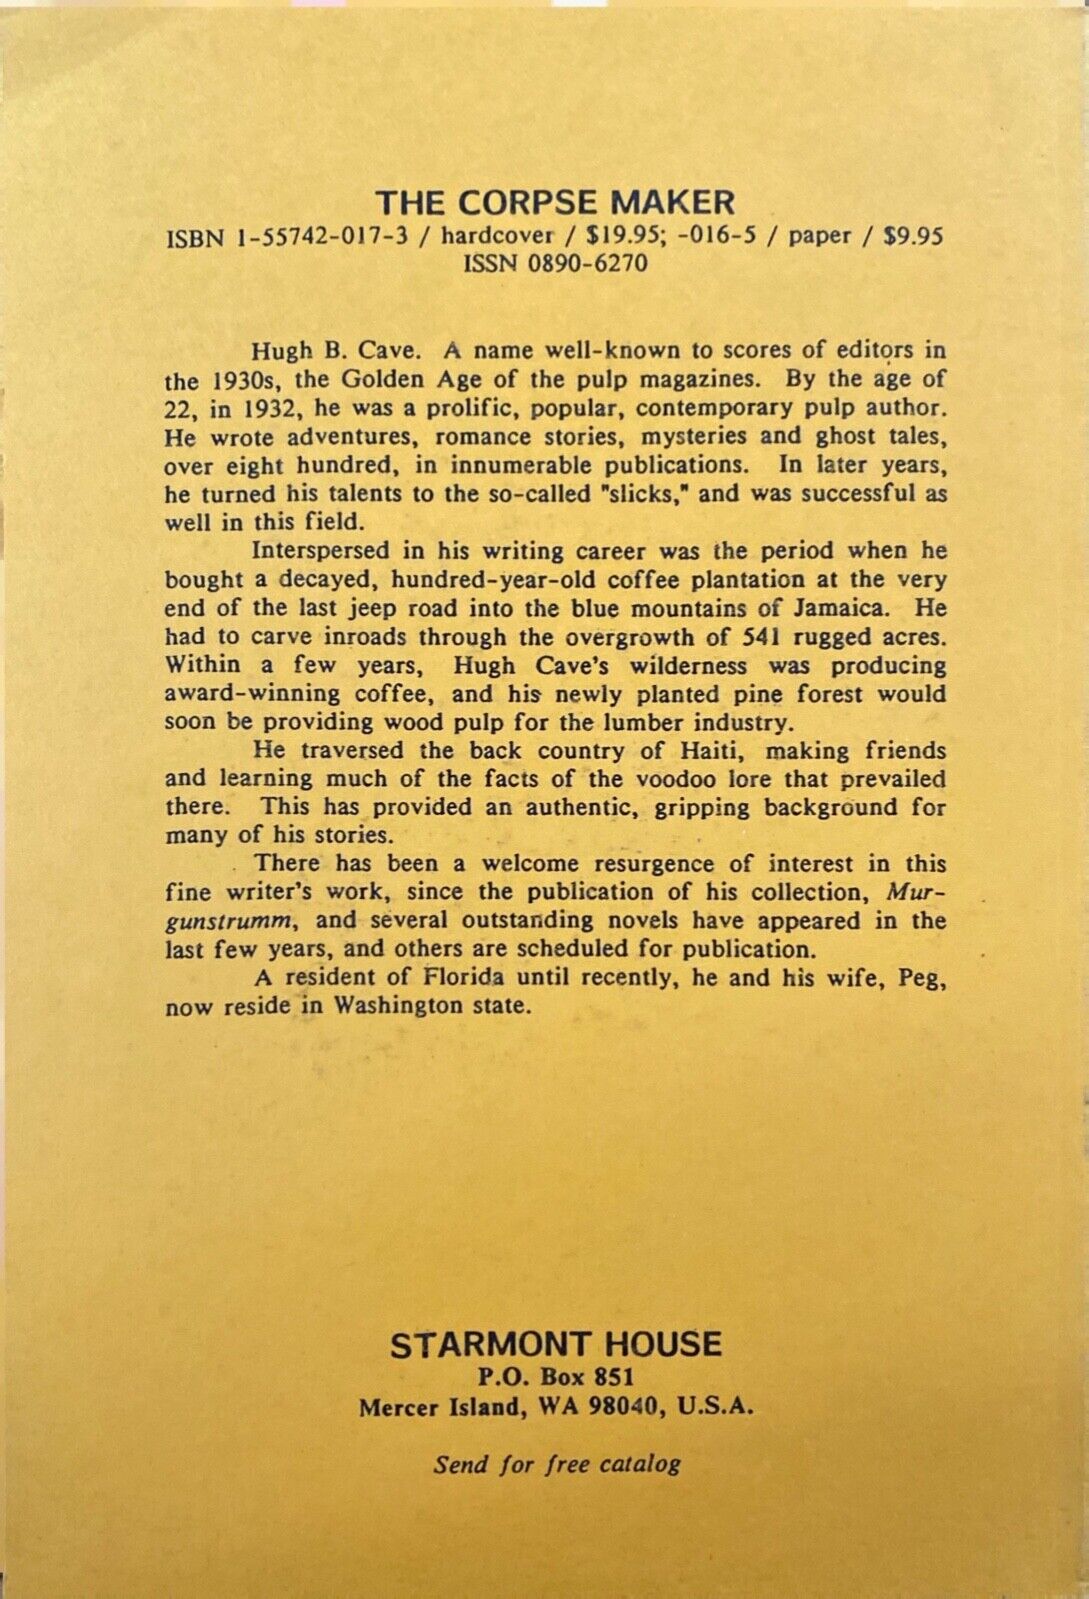 THE CORPSE MAKER
ISBN 1-55742-017-3 / hardcover / $19.95; -016-5 / paper / $9.95
ISSN 0890-6270
Hugh B. Cave. A name well-known to scores of editors in
the 1930s, the Golden Age of the pulp magazines. By the age of
22, in 1932, he was a prolific, popular, contemporary pulp author.
He wrote adventures, romance stories, mysteries and ghost tales,
over eight hundred, in innumerable publications. In later years,
he turned his talents to the so-called "slicks," and was successful as
well in this field.
Interspersed in his writing career was the period when he
bought a decayed, hundred-year-old coffee plantation at the very
end of the last jeep road into the blue mountains of Jamaica. He
had to carve inroads through the overgrowth of 541 rugged acres.
Within a few years, Hugh Cave's wilderness was producing
award-winning coffee, and his newly planted pine forest would
soon be providing wood pulp for the lumber industry.
He traversed the back country of Haiti, making friends
and learning much of the facts of the voodoo lore that prevailed
there. This has provided an authentic, gripping background for
many of his stories.
There has been a welcome resurgence of interest in this
fine writer's work, since the publication of his collection, Mur-
gunstrumm, and several outstanding novels have appeared in the
last few years, and others are scheduled for publication.
A resident of Florida until recently, he and his wife, Peg,
now reside in Washington state.
STARMONT HOUSE
P.O. Box 851
Mercer Island, WA 98040, U.S.A.
Send for free catalog